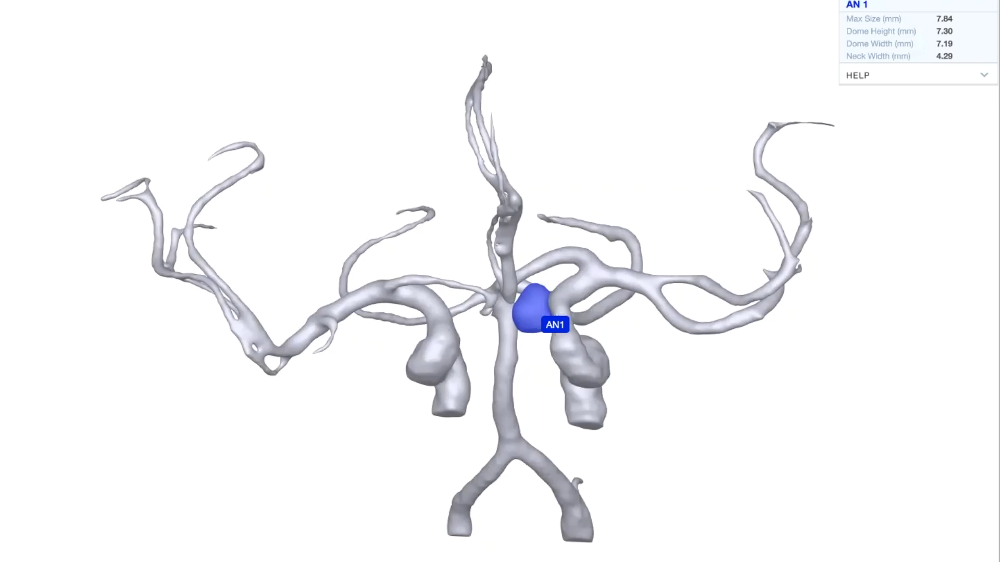 AN 1
Max Size (mm) 7.84
Dome Height (mm) 7.30
Dome Width (mm) 7.19
Neck Width (mm) 4.29
HELP
AN1